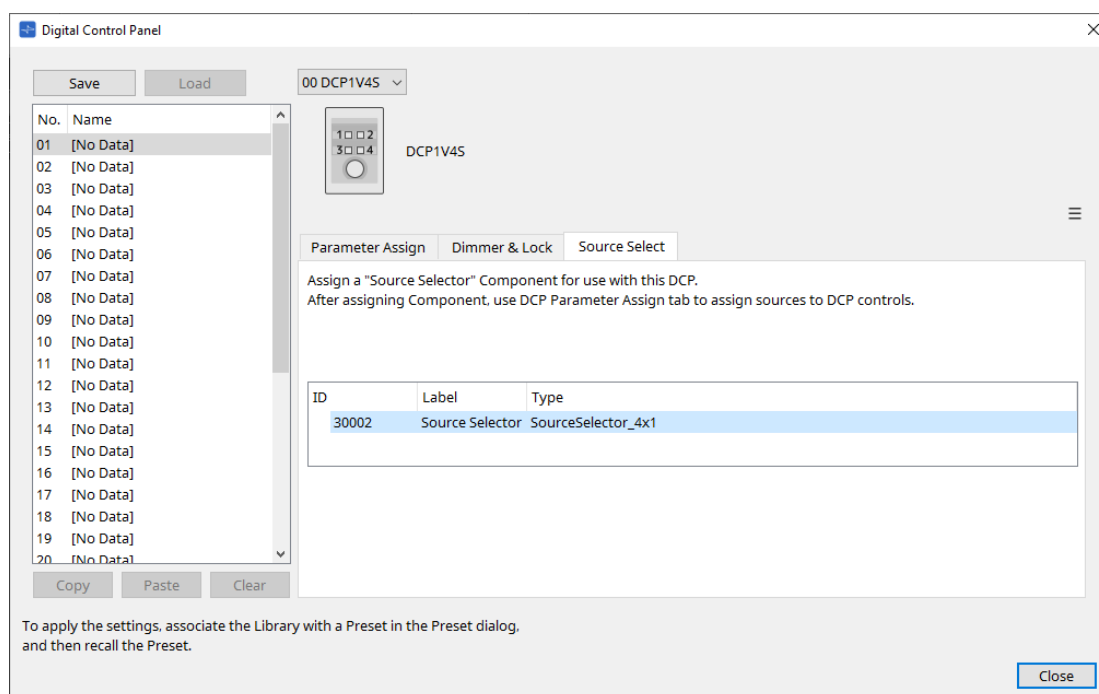 Digital Control Panel
Save Load
No. Name
01 [No Data]
02 [No Data]
03 [No Data]
04 [No Data]
05 [No Data]
06 [No Data]
07 [No Data]
08 [No Data]
09 [No Data]
10 [No Data]
11 [No Data]
12 [No Data]
13 [No Data]
14 [No Data]
15 [No Data]
16 [No Data]
17 [No Data]
18 [No Data]
19 [No Data]
20 [No Data]
Copy Paste Clear
00 DCP1V4S
1 2
3 4
DCP1V4S
Parameter Assign Dimmer & Lock Source Select
Assign a "Source Selector" Component for use with this DCP.
After assigning Component, use DCP Parameter Assign tab to assign sources to DCP controls.
ID Label Type
30002 Source Selector SourceSelector_4x1
To apply the settings, associate the Library with a Preset in the Preset dialog,
and then recall the Preset.
Close